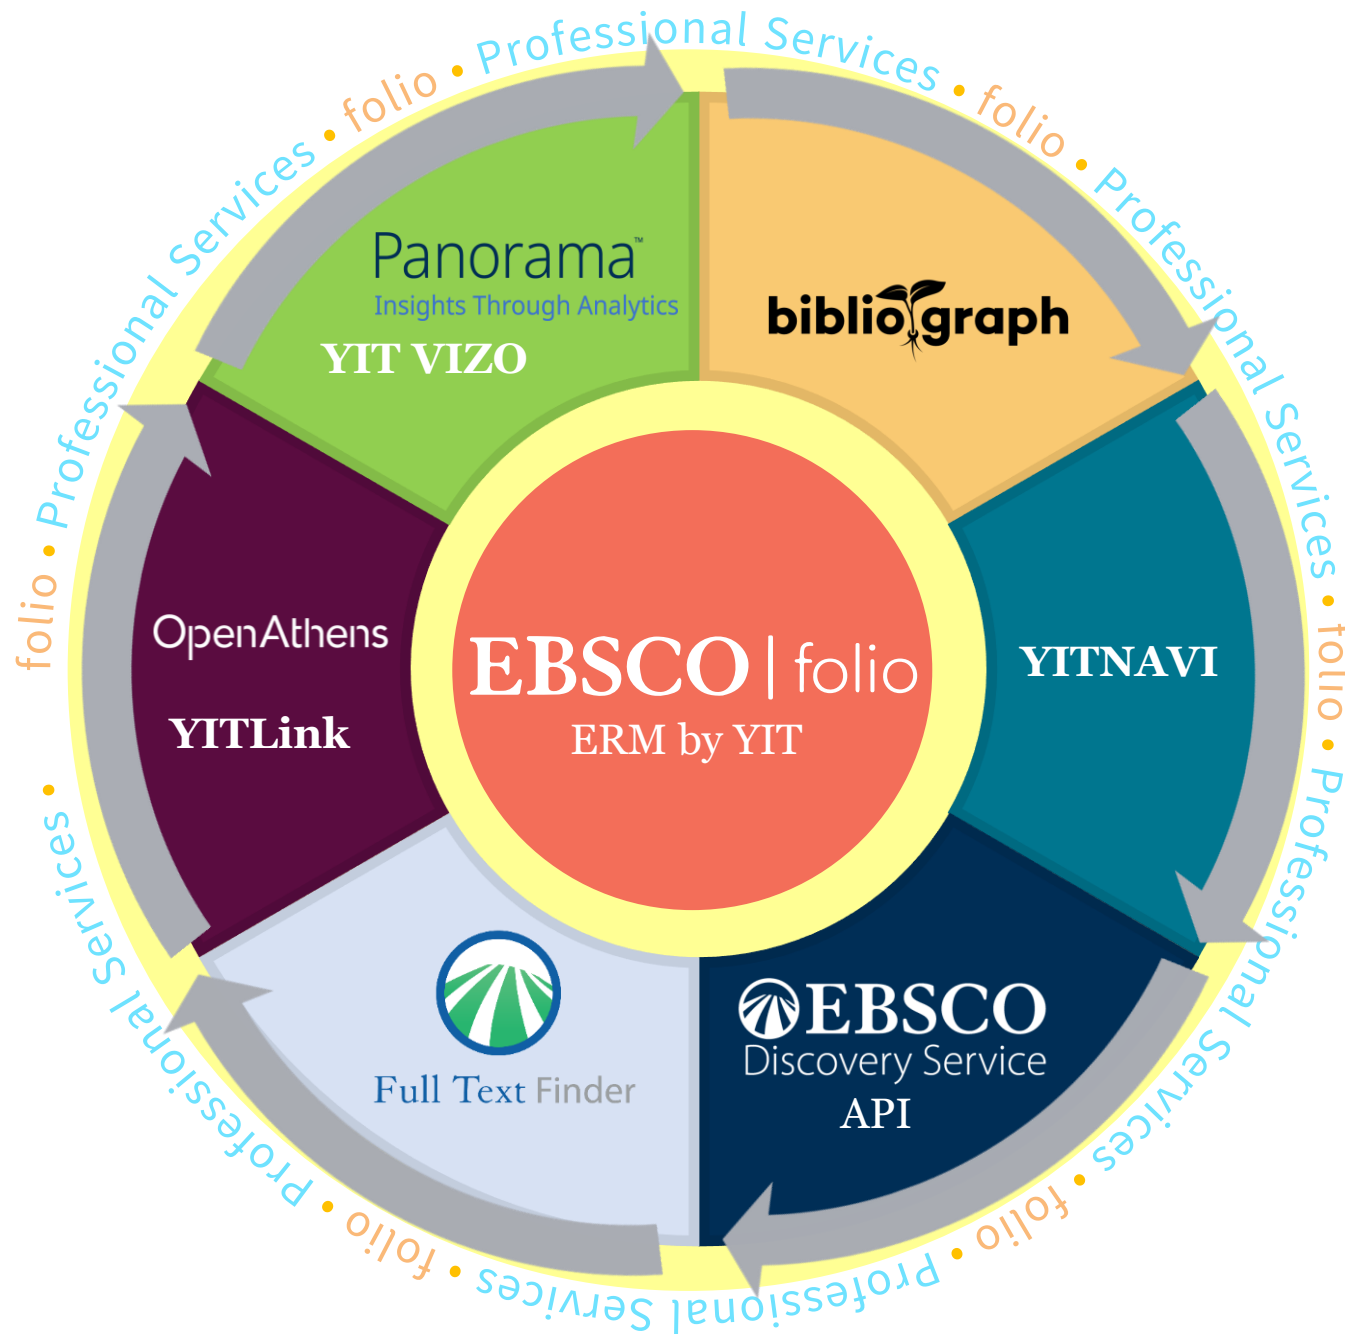 folio • Professional Services • folio • Professional Services • folio • Professional Services • folio • Professional Services • folio • Professional Services • folio • Professional Services •
Panorama™
Insights Through Analytics
YIT VIZO
bibliograph
OpenAthens
YITLink
EBSCO | folio
ERM by YIT
YITNAVI
Full Text Finder
EBSCO
Discovery Service
API